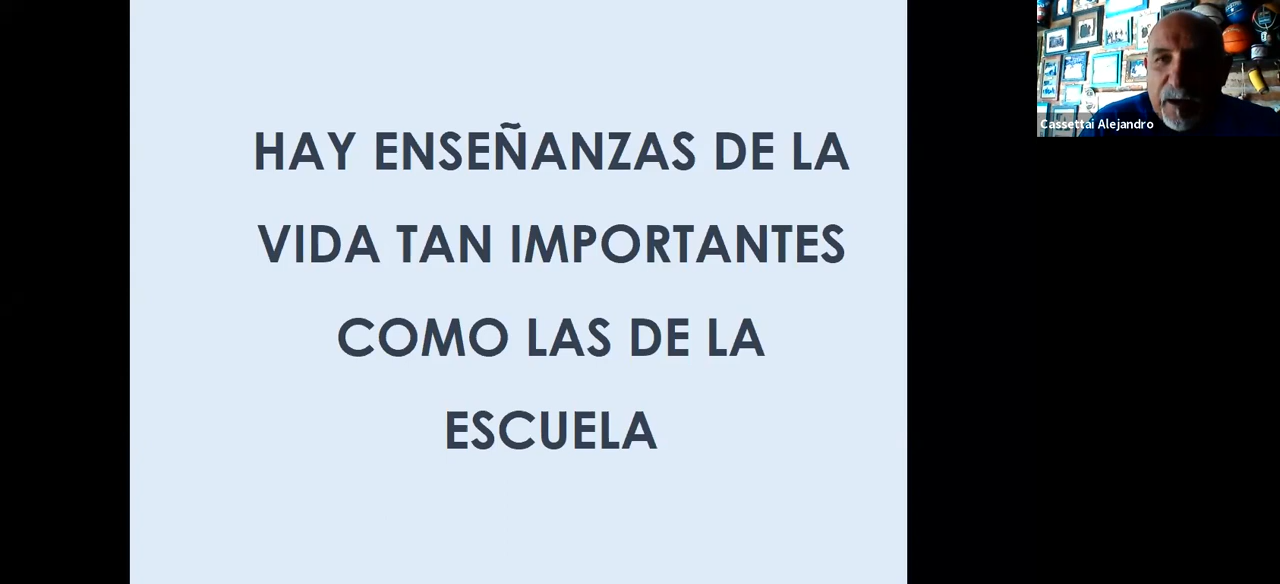 HAY ENSEÑANZAS DE LA
VIDA TAN IMPORTANTES
COMO LAS DE LA
ESCUELA
Cassettai Alejandro